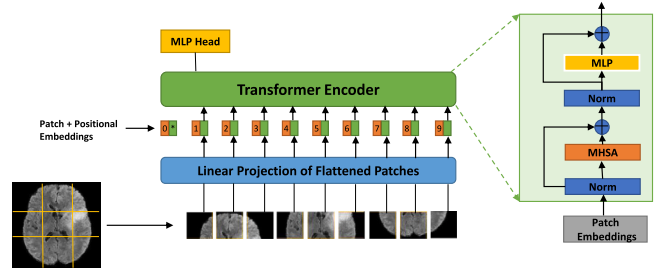 MLP Head
Transformer Encoder
Patch + Positional
Embeddings
0 * 1 2 3 4 5 6 7 8 9
Linear Projection of Flattened Patches
MLP
Norm
MHSA
Norm
Patch
Embeddings